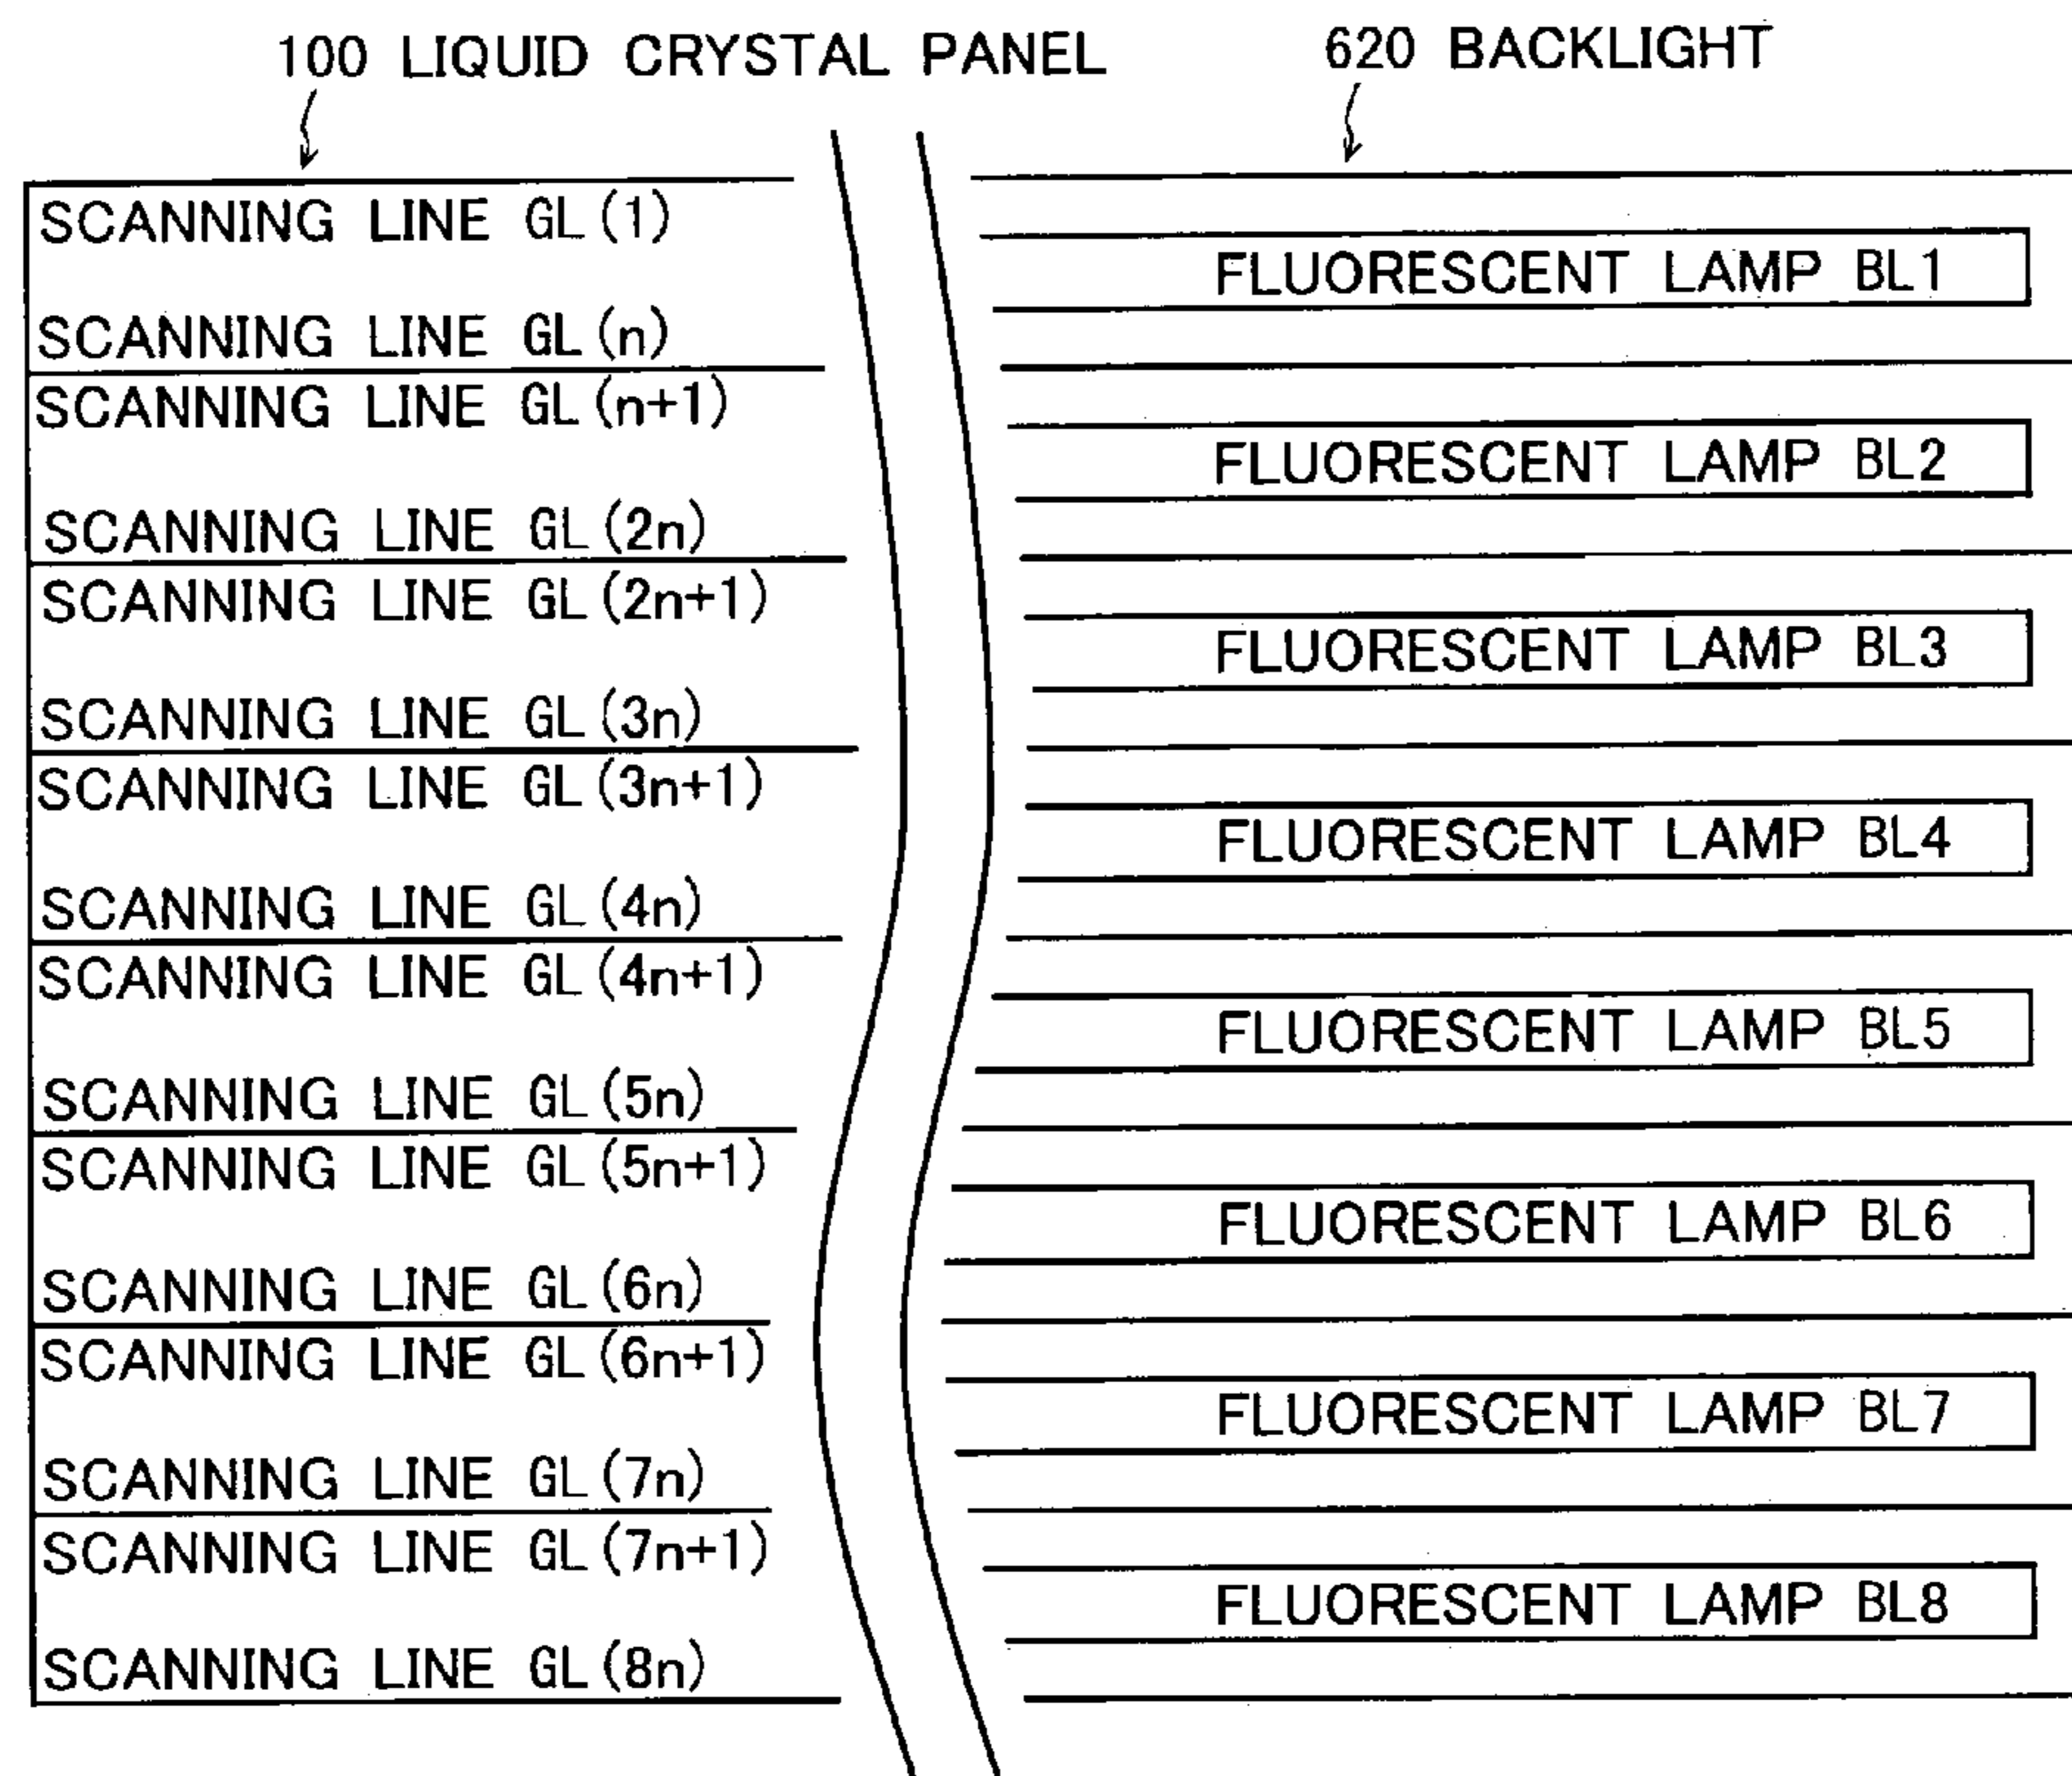 100 LIQUID CRYSTAL PANEL
620 BACKLIGHT
SCANNING LINE GL(1)
FLUORESCENT LAMP BL1
SCANNING LINE GL(n)
SCANNING LINE GL(n+1)
FLUORESCENT LAMP BL2
SCANNING LINE GL(2n)
SCANNING LINE GL(2n+1)
FLUORESCENT LAMP BL3
SCANNING LINE GL(3n)
SCANNING LINE GL(3n+1)
FLUORESCENT LAMP BL4
SCANNING LINE GL(4n)
SCANNING LINE GL(4n+1)
FLUORESCENT LAMP BL5
SCANNING LINE GL(5n)
SCANNING LINE GL(5n+1)
FLUORESCENT LAMP BL6
SCANNING LINE GL(6n)
SCANNING LINE GL(6n+1)
FLUORESCENT LAMP BL7
SCANNING LINE GL(7n)
SCANNING LINE GL(7n+1)
FLUORESCENT LAMP BL8
SCANNING LINE GL(8n)